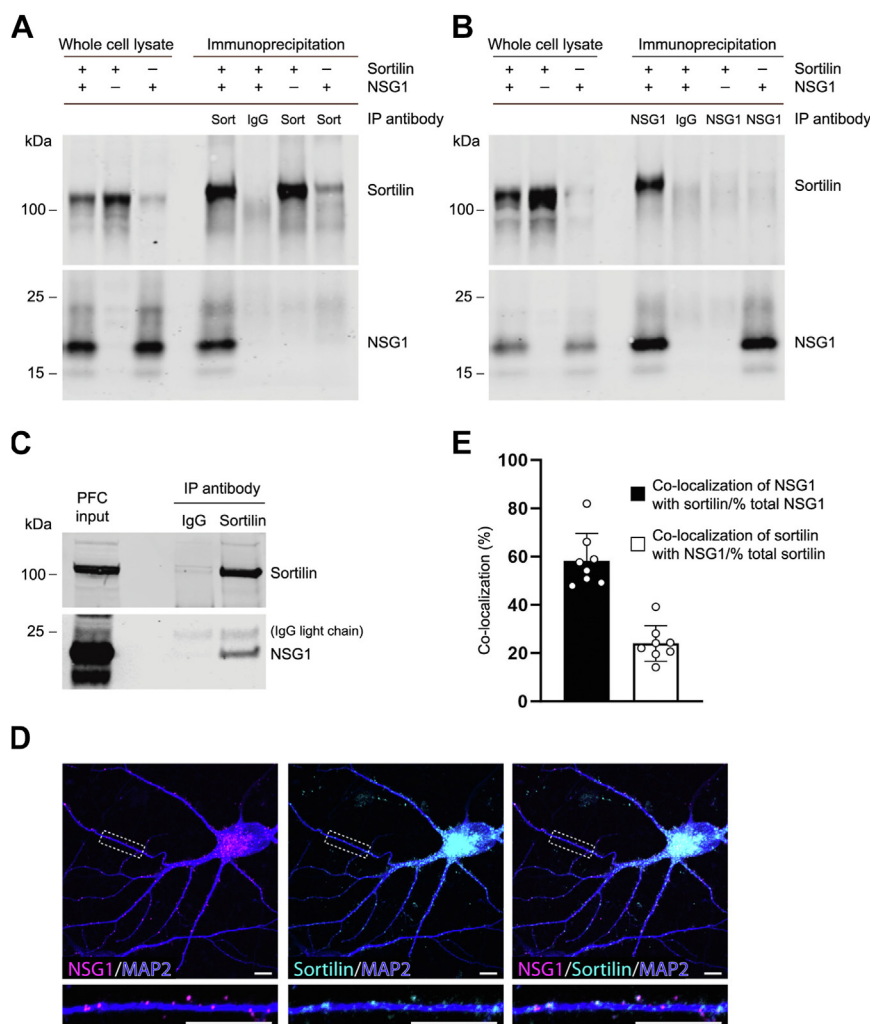 A
Whole cell lysate Immunoprecipitation
+ + – + + + – Sortilin
+ – + + + – + NSG1
Sort IgG Sort Sort IP antibody
kDa
100 –
Sortilin
25 –
NSG1
15 –
B
Whole cell lysate Immunoprecipitation
+ + – + + + – Sortilin
+ – + + + – + NSG1
NSG1 IgG NSG1 NSG1 IP antibody
kDa
100 –
Sortilin
25 –
NSG1
15 –
C
PFC
input
IP antibody
IgG Sortilin
kDa
100 –
Sortilin
25 –
(IgG light chain)
NSG1
E
Co-localization (%)
100
80
60
40
20
0
Co-localization of NSG1
with sortilin/% total NSG1
Co-localization of sortilin
with NSG1/% total sortilin
D
NSG1/MAP2
Sortilin/MAP2
NSG1/Sortilin/MAP2